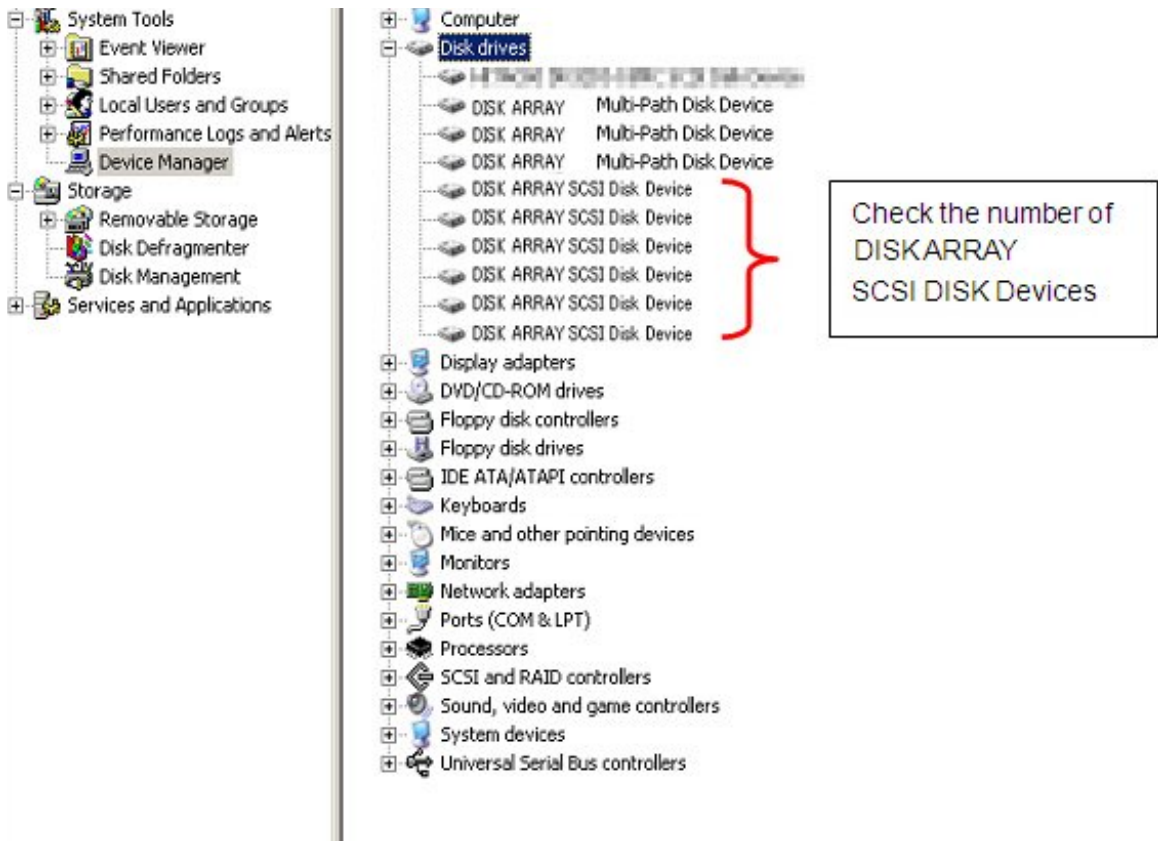 System Tools
Event Viewer
Shared Folders
Local Users and Groups
Performance Logs and Alerts
Device Manager
Storage
Removable Storage
Disk Defragmenter
Disk Management
Services and Applications
Computer
Disk drives
DISK ARRAY Multi-Path Disk Device
DISK ARRAY Multi-Path Disk Device
DISK ARRAY Multi-Path Disk Device
DISK ARRAY SCSI Disk Device
DISK ARRAY SCSI Disk Device
DISK ARRAY SCSI Disk Device
DISK ARRAY SCSI Disk Device
DISK ARRAY SCSI Disk Device
DISK ARRAY SCSI Disk Device
Display adapters
DVD/CD-ROM drives
Floppy disk controllers
Floppy disk drives
IDE ATA/ATAPI controllers
Keyboards
Mice and other pointing devices
Monitors
Network adapters
Ports (COM & LPT)
Processors
SCSI and RAID controllers
Sound, video and game controllers
System devices
Universal Serial Bus controllers
Check the number of
DISKARRAY
SCSI DISK Devices